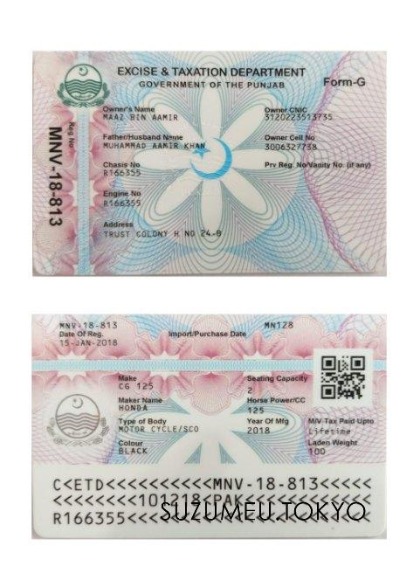 EXCISE & TAXATION DEPARTMENT
GOVERNMENT OF THE PUNJAB
Form-G
Reg No:
MNV-18-813
Owner's Name
MAAZ BIN AAMIR
Owner CNIC
3120223513735
Father/Husband Name
MUHAMMAD AAMIR KHAN
Owner Cell No
3006327738
Chasis No
R166355
Prv Reg. No/Vanity No. (if any)
Engine No
R166355
Address
TRUST COLONY H NO 24-B
MNV-18-813
Date Of Reg.
15-JAN-2018
Import/Purchase Date
MN128
Make
CG 125
Seating Capacity
2
Maker Name
HONDA
Horse Power/CC
125
Type of Body
MOTOR CYCLE/SCO
Year Of Mfg
2018
M/V-Tax Paid Upto
Lifetime
Colour
BLACK
Laden Weight
100
C<ETD<<<<<<<<<<MNV-18-813<<<<<
<<<<<<<<101218<PAK<<<<<<<<<<<<
R166355<<<
SUZUMEU.TOKYO